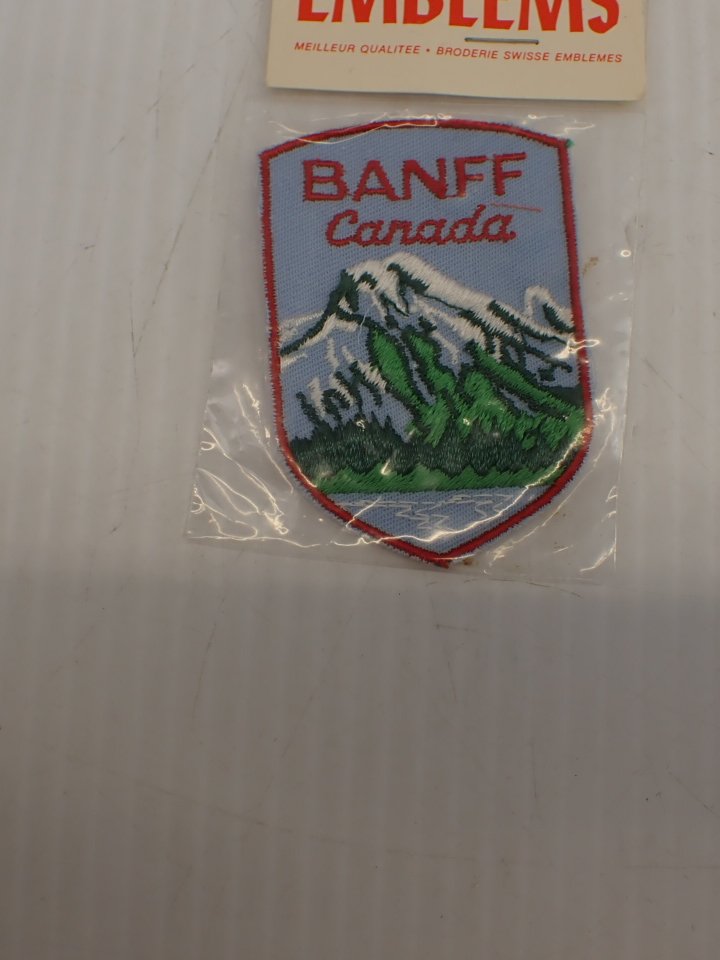 EMBLEMS
MEILLEUR QUALITEE • BRODERIE SWISSE EMBLEMES
BANFF
Canada